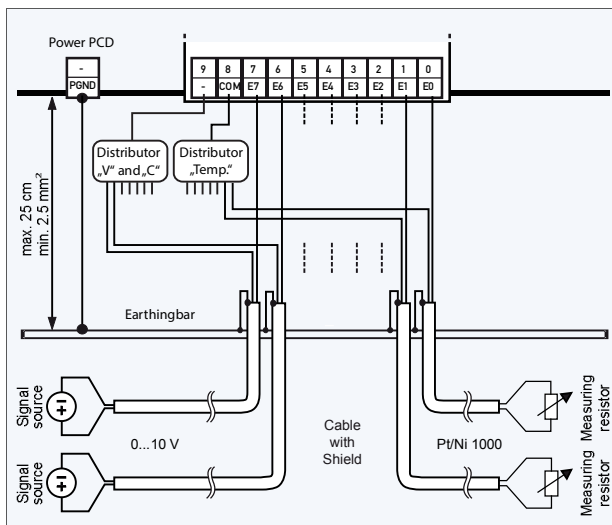 Power PCD
-
PGND
9 8 7 6 5 4 3 2 1 0
- COM E7 E6 E5 E4 E3 E2 E1 E0
Distributor
„V“ and „C“
Distributor
„Temp.“
max. 25 cm
min. 2.5 mm²
Earthingbar
Signal
source
0...10 V
Signal
source
Cable
with
Shield
Pt/Ni 1000
Measuring
resistor
Measuring
resistor